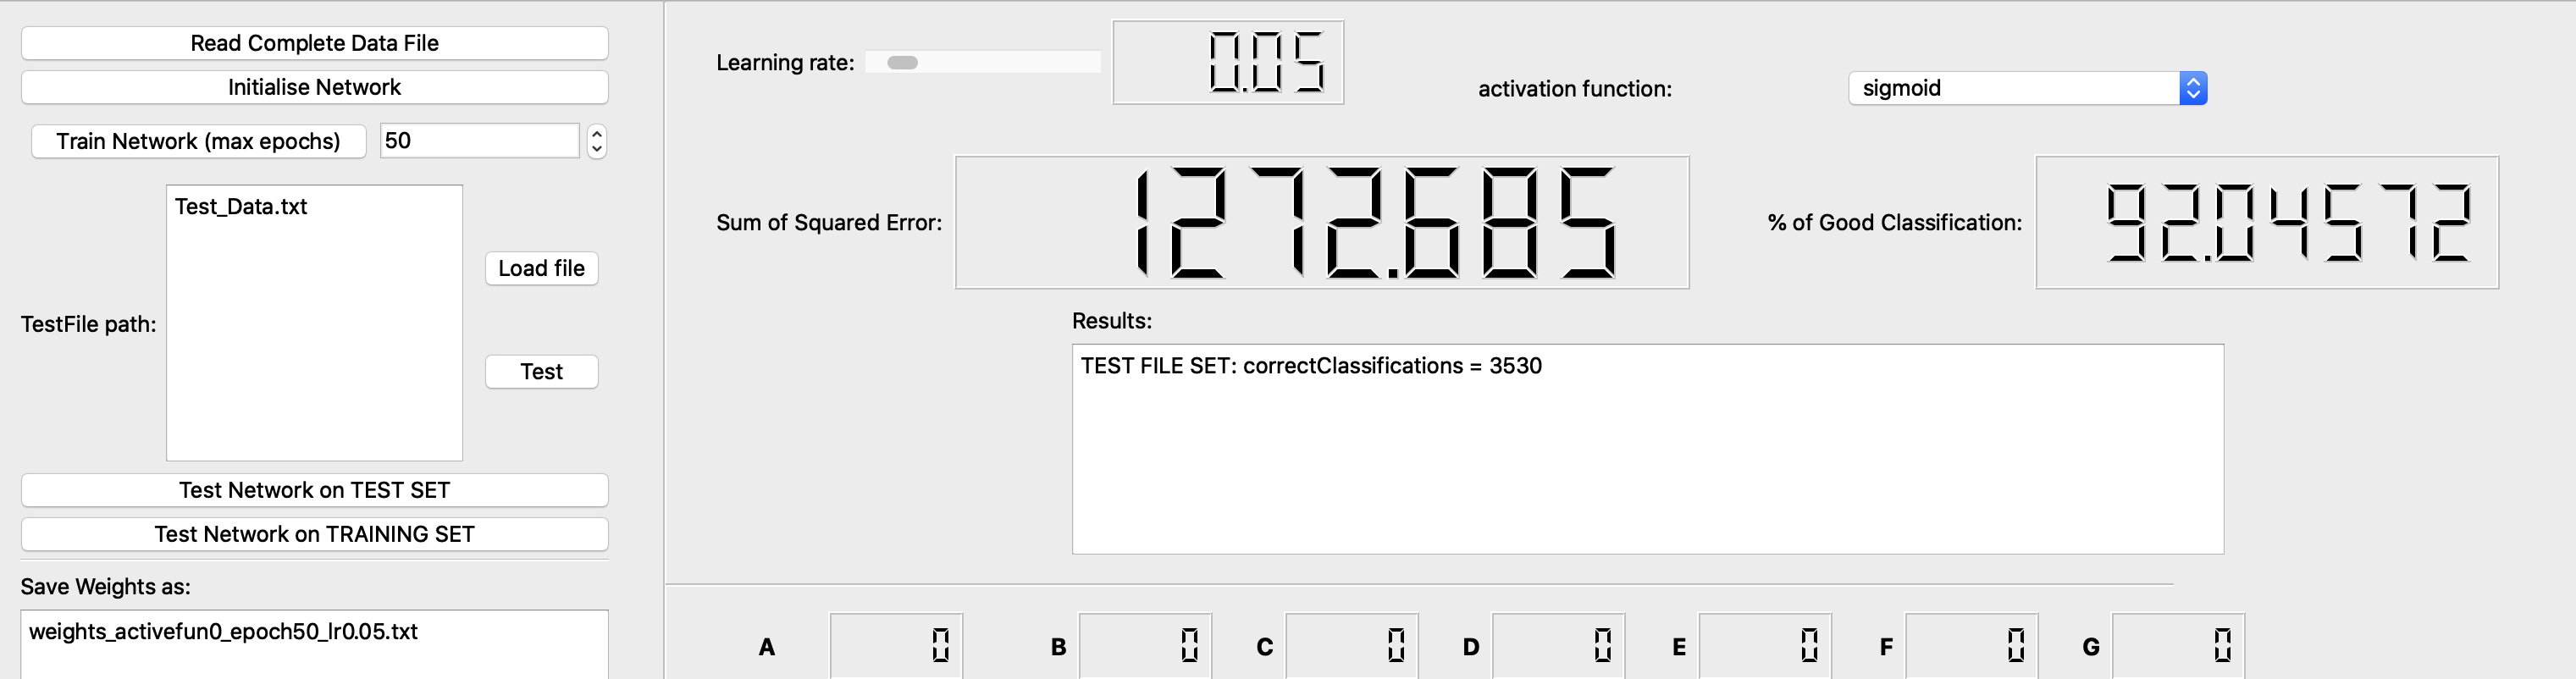 Read Complete Data File
Initialise Network
Train Network (max epochs) 50
Test_Data.txt
TestFile path:
Load file
Test
Test Network on TEST SET
Test Network on TRAINING SET
Save Weights as:
weights_activefun0_epoch50_lr0.05.txt
Learning rate: 0.05
activation function: sigmoid
Sum of Squared Error: 1272.685
% of Good Classification: 92.04572
Results:
TEST FILE SET: correctClassifications = 3530
A 0 B 0 C 0 D 0 E 0 F 0 G 0